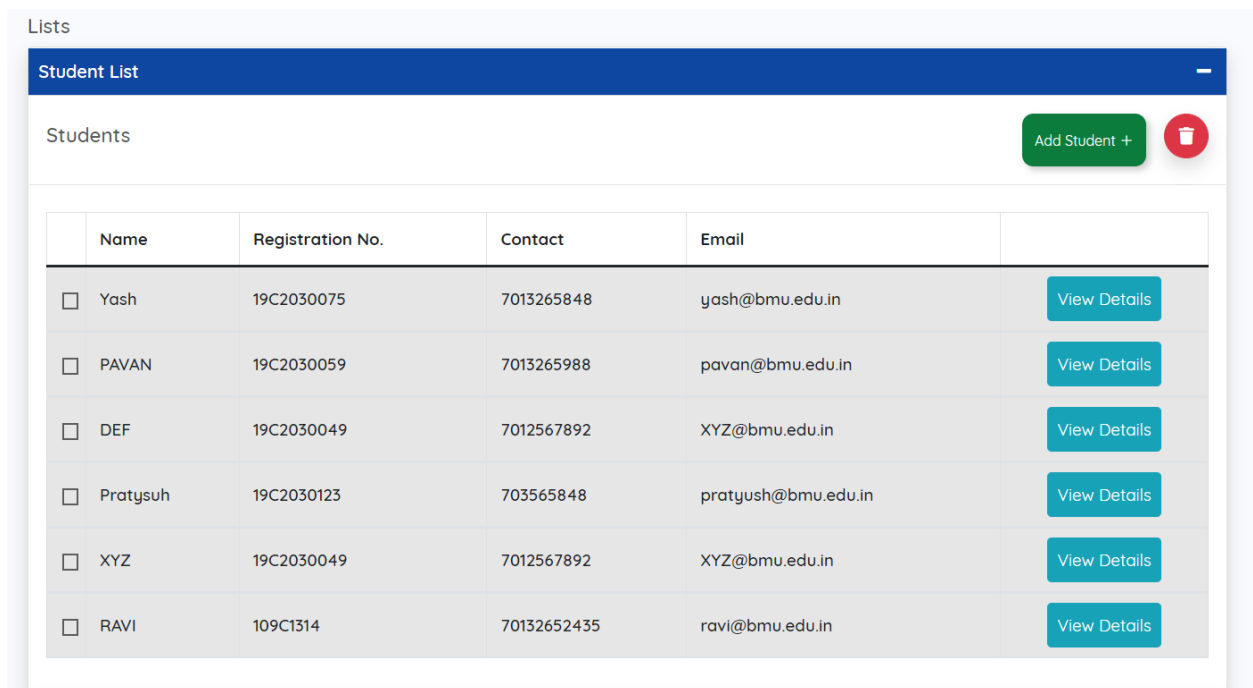 Lists
Student List
Students
Add Student +
Name Registration No. Contact Email
Yash 19C2030075 7013265848 yash@bmu.edu.in View Details
PAVAN 19C2030059 7013265988 pavan@bmu.edu.in View Details
DEF 19C2030049 7012567892 XYZ@bmu.edu.in View Details
Pratysuh 19C2030123 703565848 pratyush@bmu.edu.in View Details
XYZ 19C2030049 7012567892 XYZ@bmu.edu.in View Details
RAVI 109C1314 70132652435 ravi@bmu.edu.in View Details